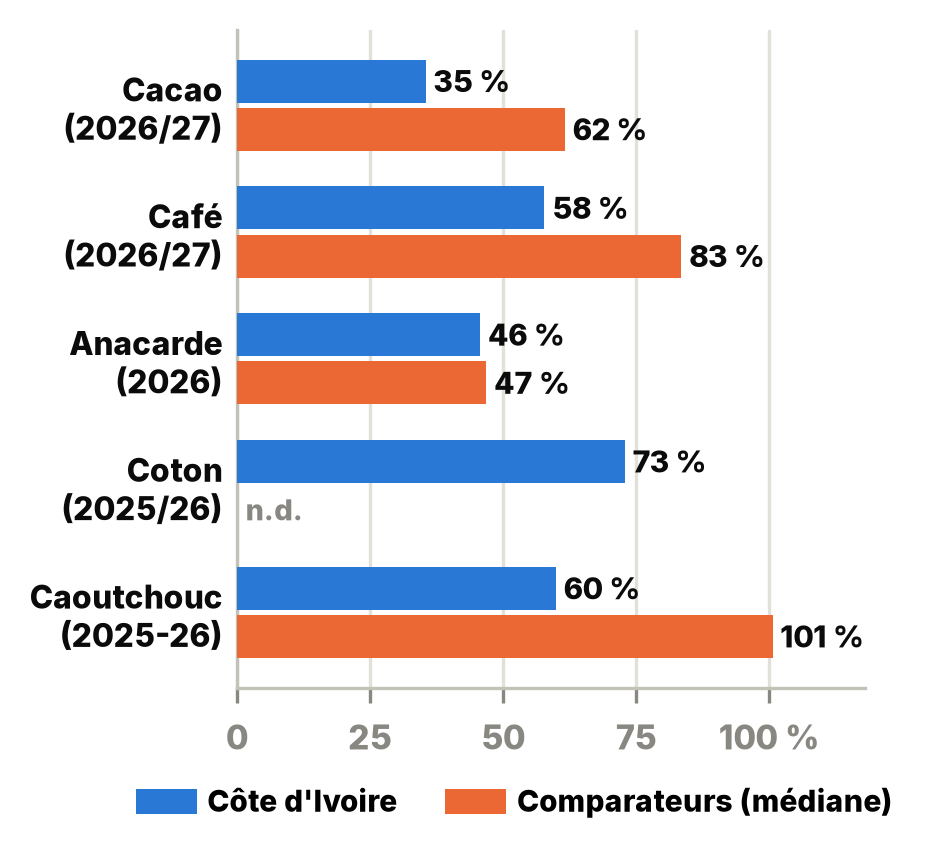 Cacao
(2026/27)
35 %
62 %
Café
(2026/27)
58 %
83 %
Anacarde
(2026)
46 %
47 %
Coton
(2025/26)
73 %
n.d.
Caoutchouc
(2025-26)
60 %
101 %
0 25 50 75 100 %
Côte d'Ivoire Comparateurs (médiane)